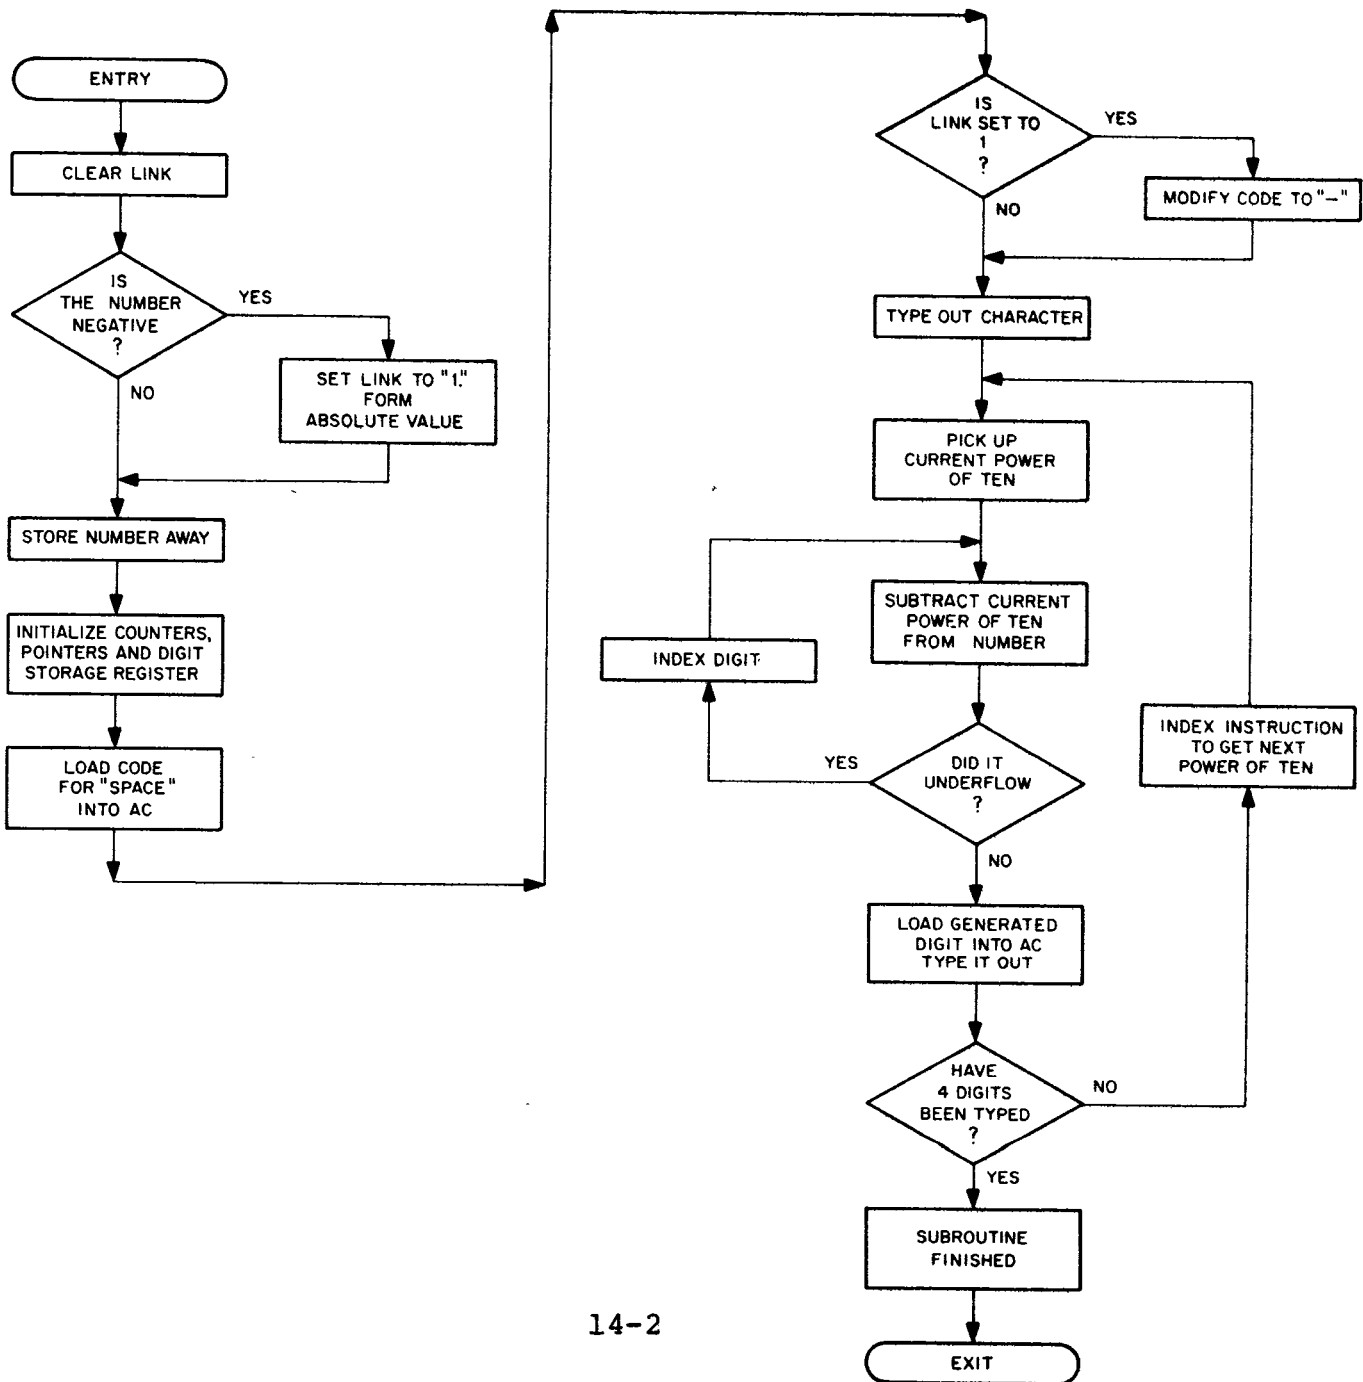 ENTRY
CLEAR LINK
IS
THE NUMBER
NEGATIVE
?
YES
NO
SET LINK TO "1."
FORM
ABSOLUTE VALUE
STORE NUMBER AWAY
INITIALIZE COUNTERS,
POINTERS AND DIGIT
STORAGE REGISTER
LOAD CODE
FOR "SPACE"
INTO AC
IS
LINK SET TO
1
?
YES
NO
MODIFY CODE TO "—"
TYPE OUT CHARACTER
PICK UP
CURRENT POWER
OF TEN
SUBTRACT CURRENT
POWER OF TEN
FROM NUMBER
INDEX DIGIT
DID IT
UNDERFLOW
?
YES
NO
INDEX INSTRUCTION
TO GET NEXT
POWER OF TEN
LOAD GENERATED
DIGIT INTO AC
TYPE IT OUT
HAVE
4 DIGITS
BEEN TYPED
?
NO
YES
SUBROUTINE
FINISHED
EXIT
14-2